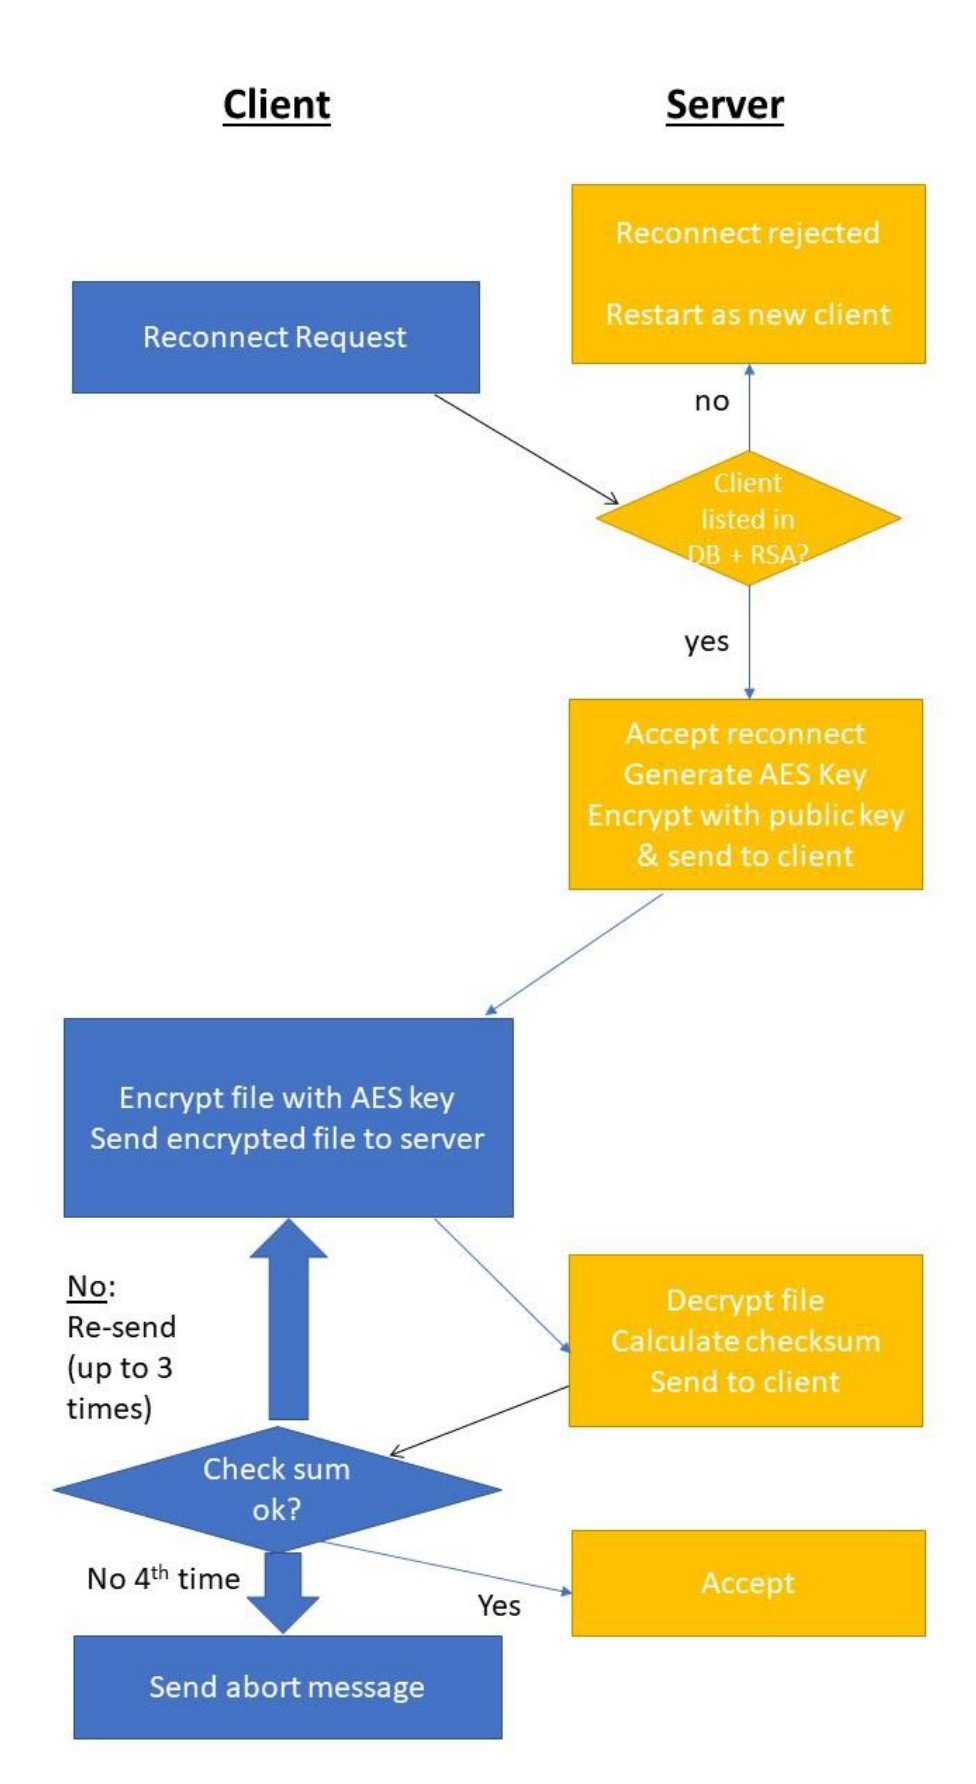 Client
Server
Reconnect rejected
Restart as new client
Reconnect Request
no
Client
listed in
DB + RSA?
yes
Accept reconnect
Generate AES Key
Encrypt with public key
& send to client
Encrypt file with AES key
Send encrypted file to server
No:
Re-send
(up to 3
times)
Decrypt file
Calculate checksum
Send to client
Check sum
ok?
No 4th time
Yes
Accept
Send abort message